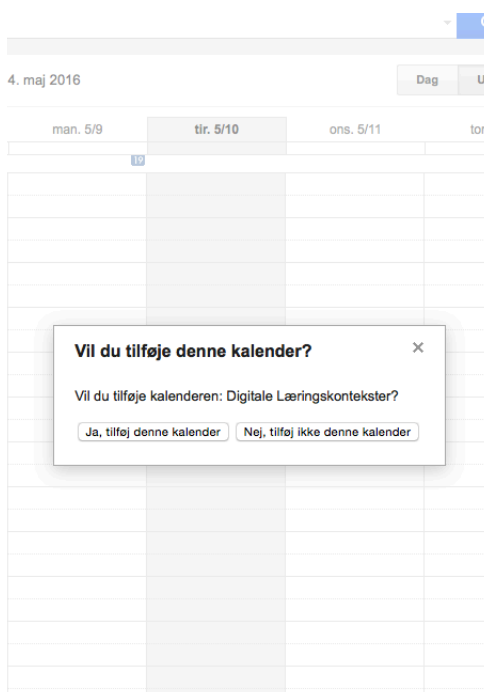 4. maj 2016
Dag
man. 5/9 tir. 5/10 ons. 5/11
19
Vil du tilføje denne kalender?
Vil du tilføje kalenderen: Digitale Læringskontekster?
Ja, tilføj denne kalender Nej, tilføj ikke denne kalender